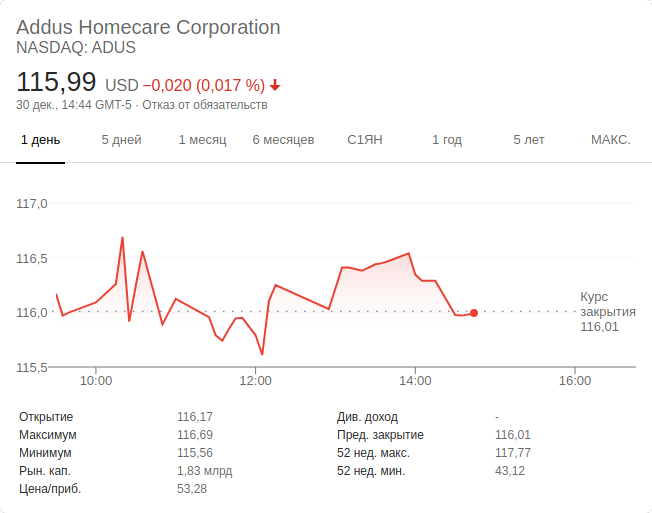 Addus Homecare Corporation
NASDAQ: ADUS
115,99 USD −0,020 (0,017 %)
30 дек., 14:44 GMT-5 · Отказ от обязательств
1 день 5 дней 1 месяц 6 месяцев С1ЯН 1 год 5 лет МАКС.
117,0
116,5
116,0
115,5
Курс
закрытия
116,01
10:00 12:00 14:00 16:00
Открытие 116,17 Див. доход -
Максимум 116,69 Пред. закрытие 116,01
Минимум 115,56 52 нед. макс. 117,77
Рын. кап. 1,83 млрд 52 нед. мин. 43,12
Цена/приб. 53,28